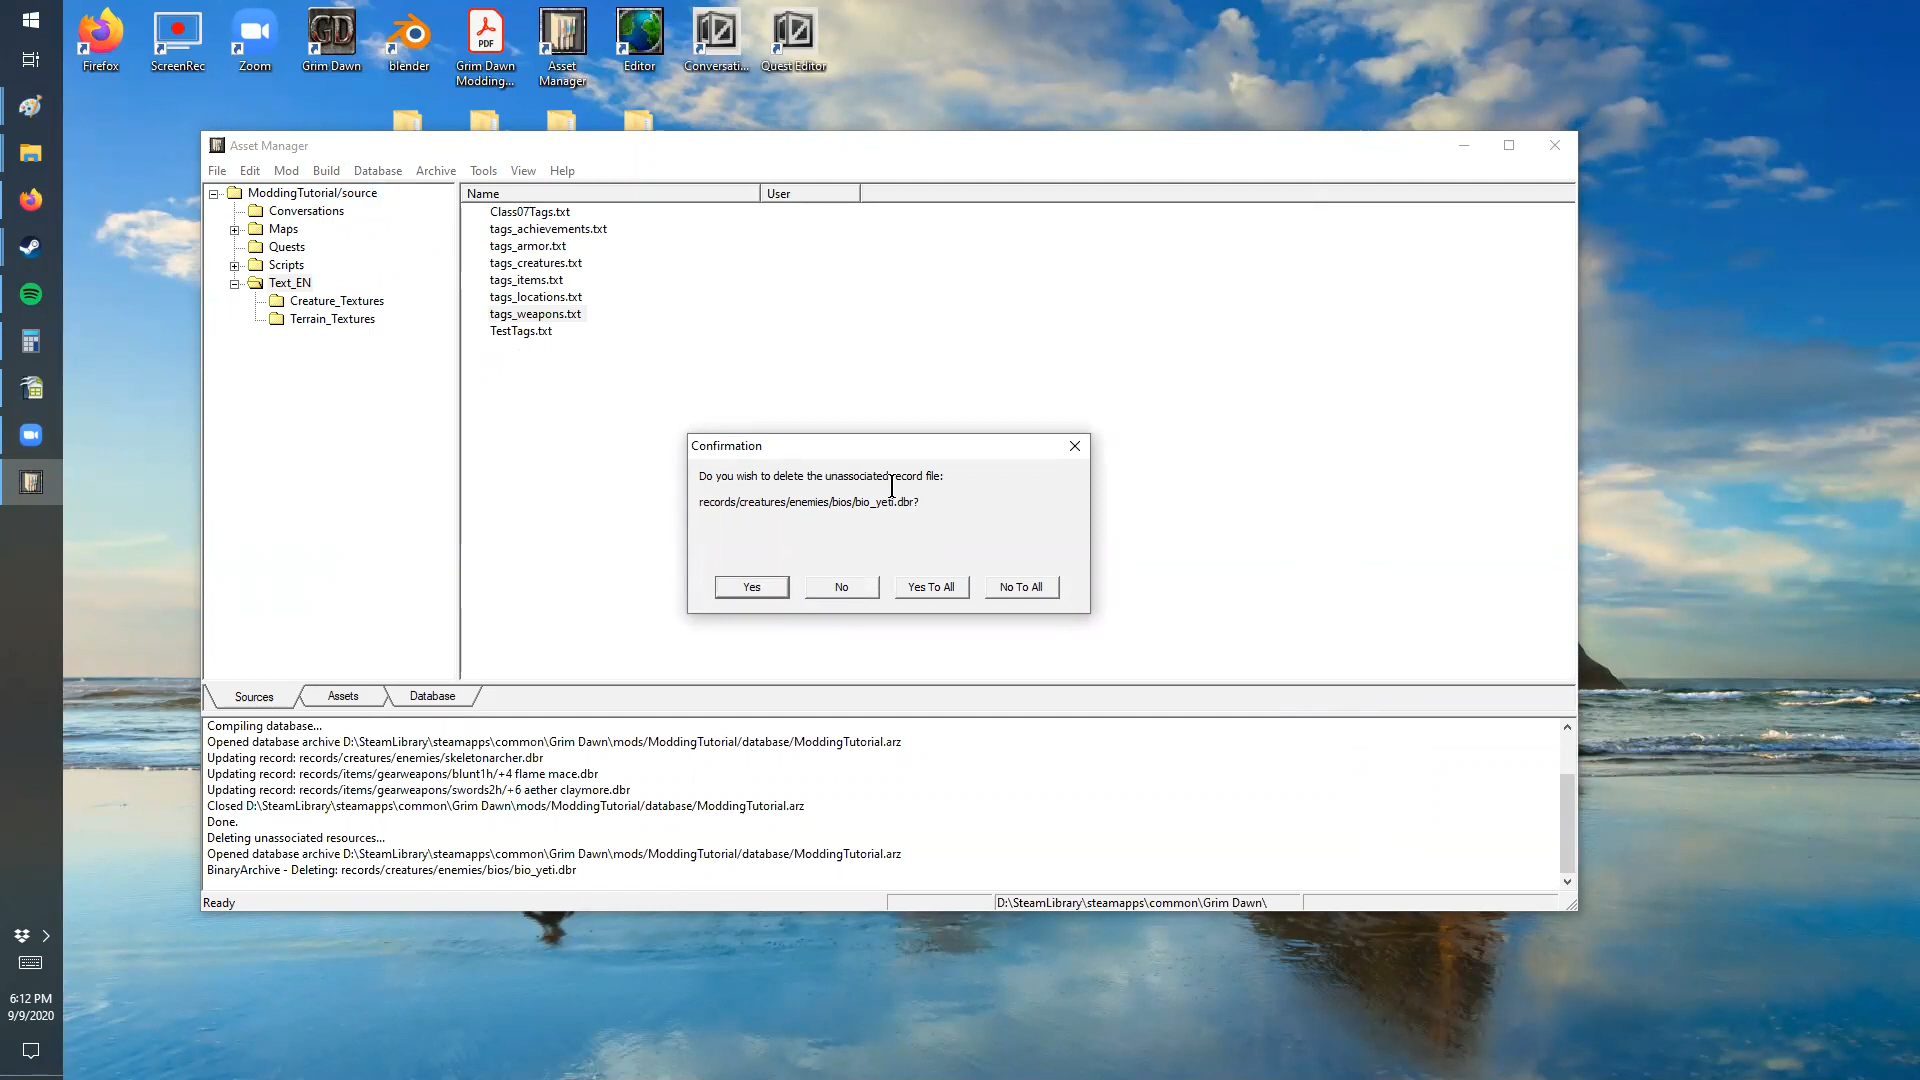 Firefox
ScreenRec
Zoom
Grim Dawn
blender
Grim Dawn
Modding...
Asset
Manager
Editor
Conversati...
Quest Editor
PDF
Asset Manager
File Edit Mod Build Database Archive Tools View Help
ModdingTutorial/source
Conversations
Maps
Quests
Scripts
Text_EN
Creature_Textures
Terrain_Textures
Name User
Class07Tags.txt
tags_achievements.txt
tags_armor.txt
tags_creatures.txt
tags_items.txt
tags_locations.txt
tags_weapons.txt
TestTags.txt
Confirmation
Do you wish to delete the unassociated record file:
records/creatures/enemies/bios/bio_yeti.dbr?
Yes No Yes To All No To All
Sources Assets Database
Compiling database...
Opened database archive D:\SteamLibrary\steamapps\common\Grim Dawn\mods/ModdingTutorial/database/ModdingTutorial.arz
Updating record: records/creatures/enemies/skeletonarcher.dbr
Updating record: records/items/gearweapons/blunt1h/+4 flame mace.dbr
Updating record: records/items/gearweapons/swords2h/+6 aether claymore.dbr
Closed D:\SteamLibrary\steamapps\common\Grim Dawn\mods/ModdingTutorial/database/ModdingTutorial.arz
Done.
Deleting unassociated resources...
Opened database archive D:\SteamLibrary\steamapps\common\Grim Dawn\mods/ModdingTutorial/database/ModdingTutorial.arz
BinaryArchive - Deleting: records/creatures/enemies/bios/bio_yeti.dbr
Ready
D:\SteamLibrary\steamapps\common\Grim Dawn\
6:12 PM
9/9/2020